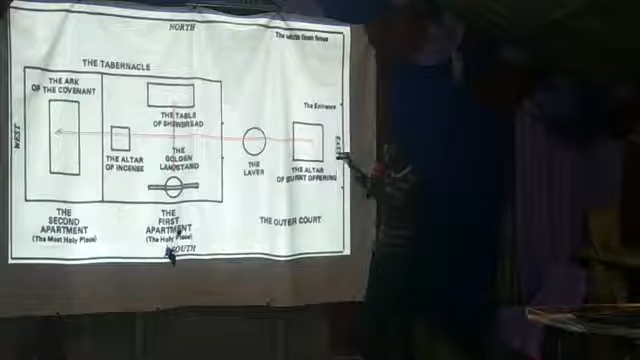 NORTH
The white linen fence
THE TABERNACLE
THE ARK
OF THE COVENANT
THE TABLE
OF SHEWBREAD
The Entrance
WEST
EAST
THE ALTAR
OF INCENSE
THE
GOLDEN
LAMPSTAND
THE
LAVER
THE ALTAR
OF BURNT OFFERING
THE
SECOND
APARTMENT
(The Most Holy Place)
THE
FIRST
APARTMENT
(The Holy Place)
THE OUTER COURT
SOUTH